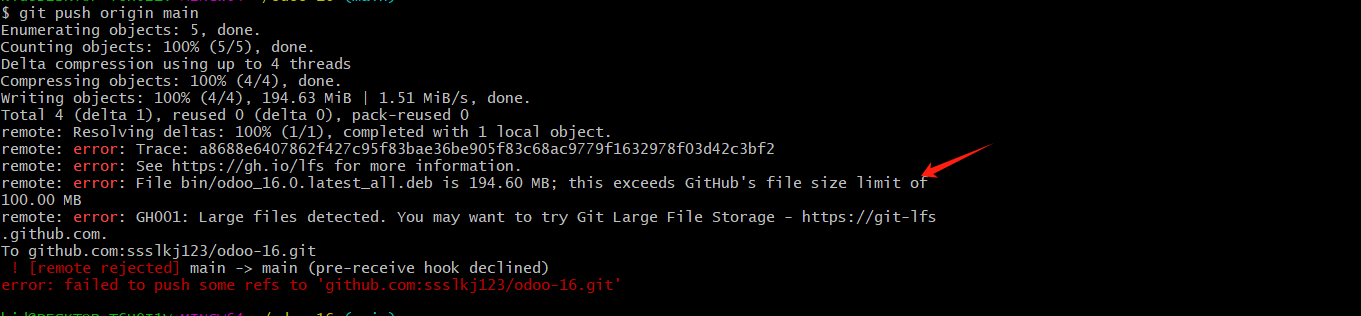 $ git push origin main
Enumerating objects: 5, done.
Counting objects: 100% (5/5), done.
Delta compression using up to 4 threads
Compressing objects: 100% (4/4), done.
Writing objects: 100% (4/4), 194.63 MiB | 1.51 MiB/s, done.
Total 4 (delta 1), reused 0 (delta 0), pack-reused 0
remote: Resolving deltas: 100% (1/1), completed with 1 local object.
remote: error: Trace: a8688e6407862f427c95f83bae36be905f83c68ac9779f1632978f03d42c3bf2
remote: error: See https://gh.io/lfs for more information.
remote: error: File bin/odoo_16.0.latest_all.deb is 194.60 MB; this exceeds GitHub's file size limit of
100.00 MB
remote: error: GH001: Large files detected. You may want to try Git Large File Storage - https://git-lfs
.github.com.
To github.com:ssslkj123/odoo-16.git
 ! [remote rejected] main -> main (pre-receive hook declined)
error: failed to push some refs to 'github.com:ssslkj123/odoo-16.git'